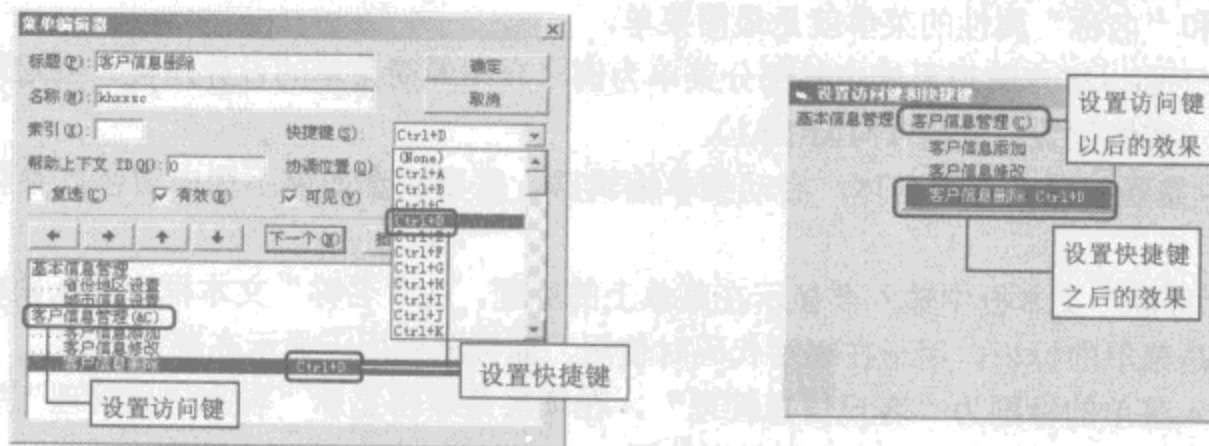 菜单编辑器
标题(P): 客户信息删除
确定
名称(M): khxxsc
取消
索引(X):
快捷键(S): Ctrl+D
帮助上下文 ID(H): 0
协调位置(O)
(None)
Ctrl+A
Ctrl+B
Ctrl+C
Ctrl+D
Ctrl+E
Ctrl+F
Ctrl+G
Ctrl+H
Ctrl+I
Ctrl+J
Ctrl+K
复选(C) 有效(E) 可见(V)
下一个(N)
基本信息管理
....省份地区设置
....城市信息设置
客户信息管理(&C)
....客户信息添加
....客户信息修改
....客户信息删除 Ctrl+D
设置访问键
设置快捷键
设置访问键和快捷键
基本信息管理 客户信息管理(C)
客户信息添加
客户信息修改
客户信息删除 Ctrl+D
设置访问键
以后的效果
设置快捷键
之后的效果